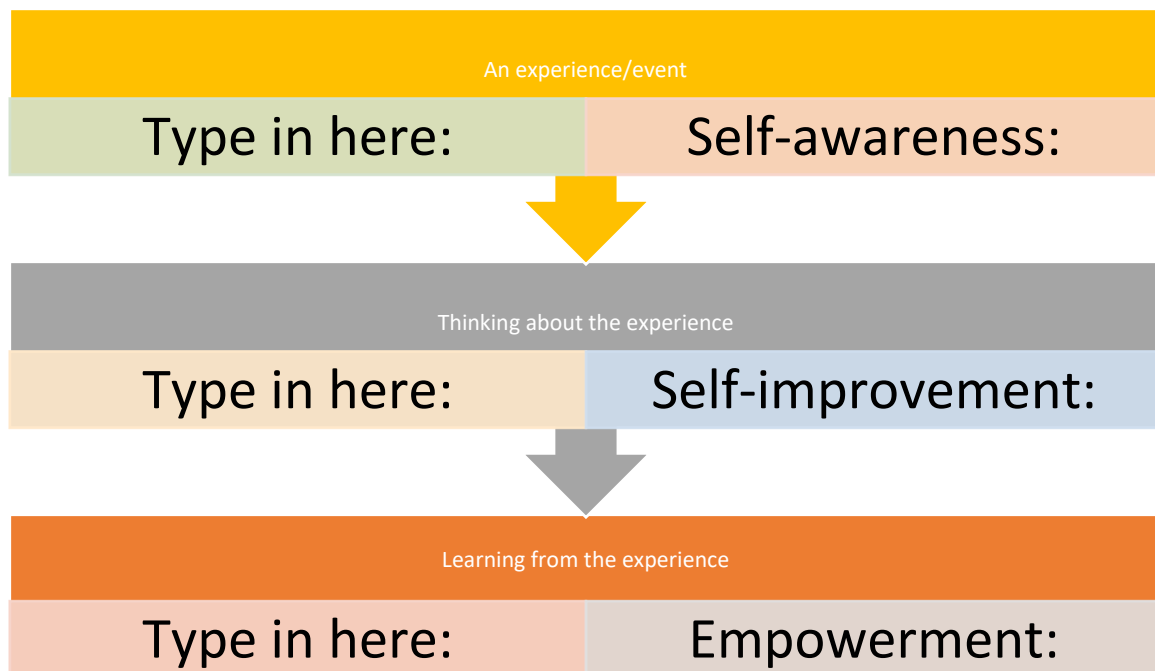 An experience/event
Type in here:
Self-awareness:
Thinking about the experience
Type in here:
Self-improvement:
Learning from the experience
Type in here:
Empowerment: